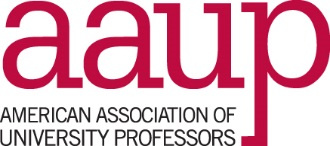 aaup
AMERICAN ASSOCIATION OF
UNIVERSITY PROFESSORS